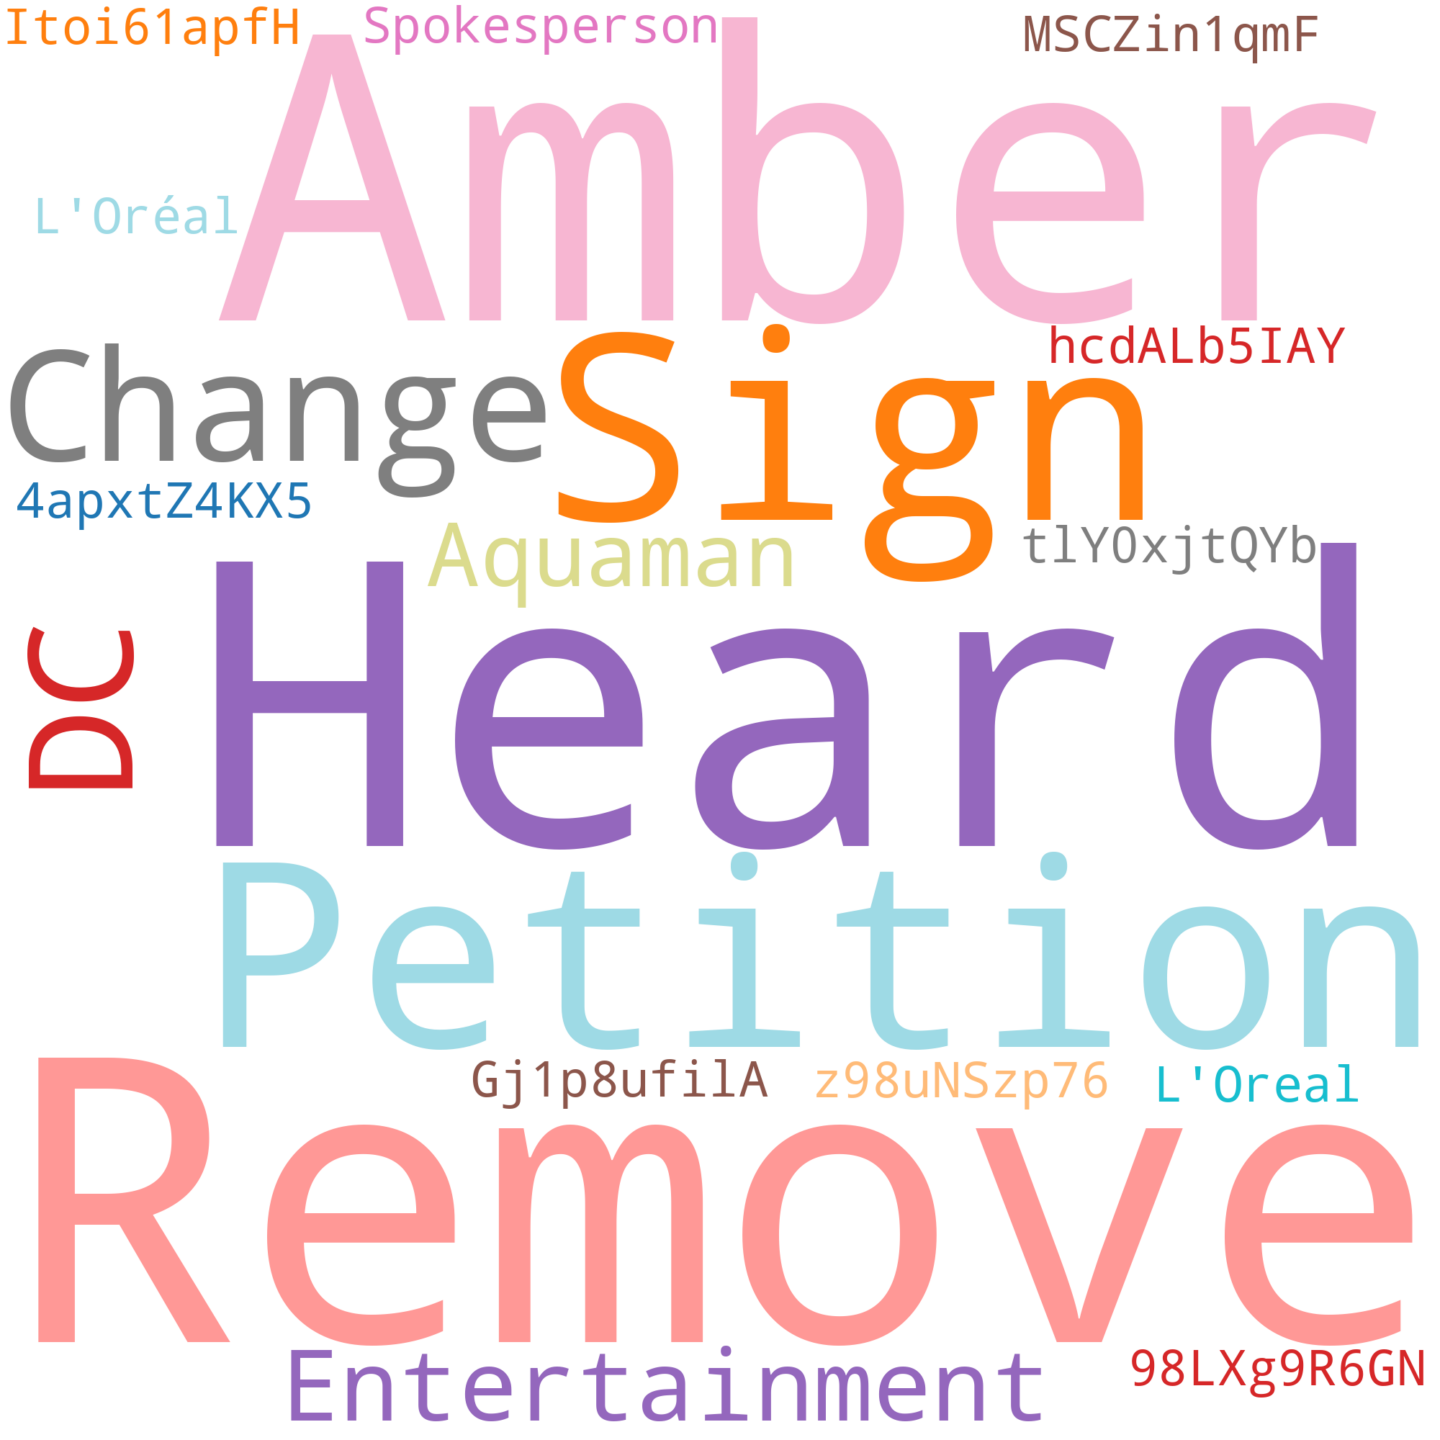 Itoi61apfH
Spokesperson
MSCZin1qmF
Amber
L'Oréal
hcdALb5IAY
Change
Sign
4apxtZ4KX5
Aquaman
tlY0xjtQYb
DC
Heard
Petition
Gj1p8ufilA
z98uNSzp76
L'Oreal
Remove
Entertainment
98LXg9R6GN